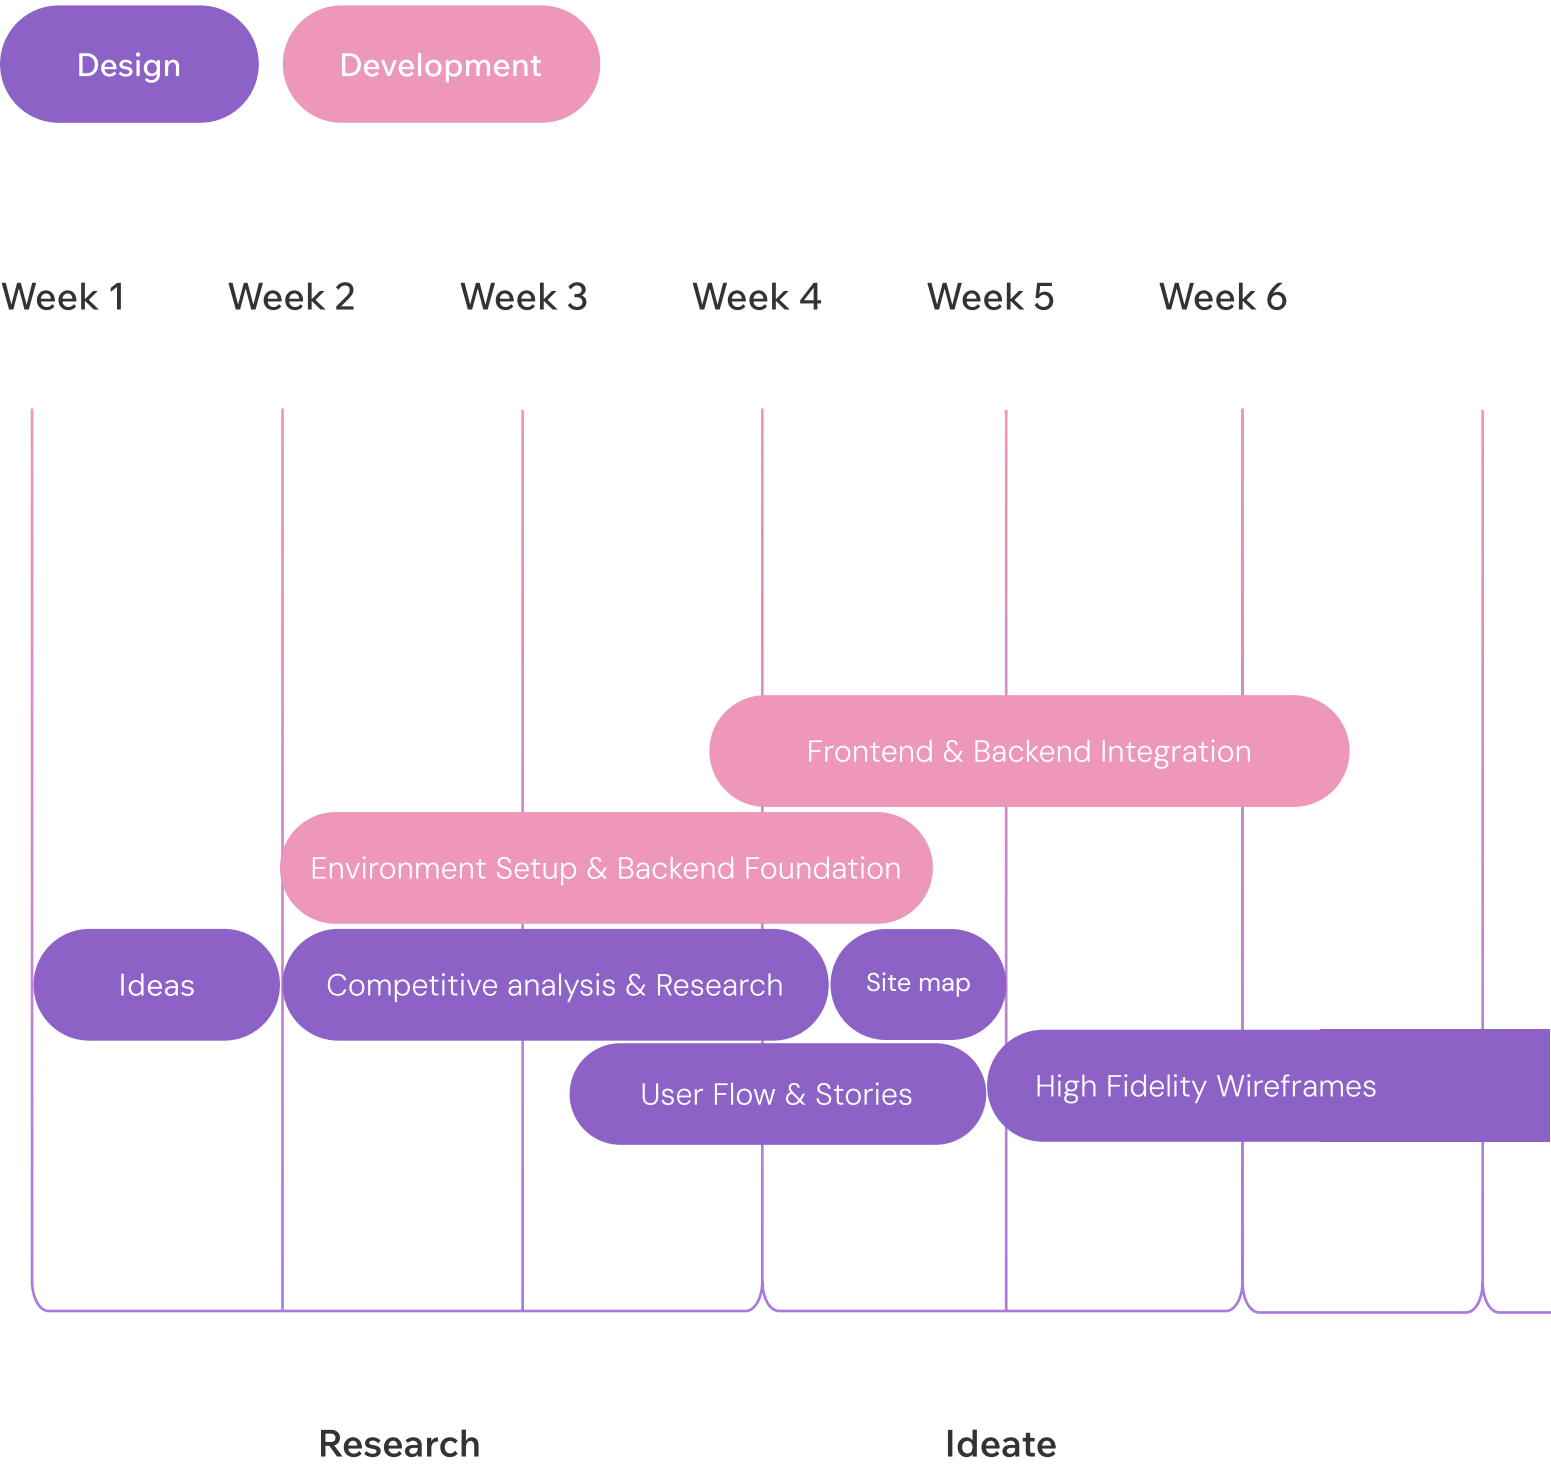 Design
Development
Week 1
Week 2
Week 3
Week 4
Week 5
Week 6
Frontend & Backend Integration
Environment Setup & Backend Foundation
Ideas
Competitive analysis & Research
Site map
User Flow & Stories
High Fidelity Wireframes
Research
Ideate